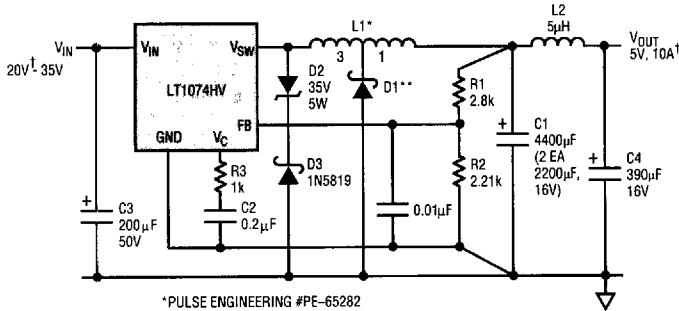 L1*
L2
5µH
V_IN
20V† - 35V
V_IN
V_SW
3
1
V_OUT
5V, 10A†
LT1074HV
D2
35V
5W
D1**
R1
2.8k
FB
GND
V_C
C1
4400µF
(2 EA
2200µF,
16V)
R3
1k
D3
1N5819
R2
2.21k
C4
390µF
16V
C3
200µF
50V
C2
0.2µF
0.01µF
*PULSE ENGINEERING #PE-65282